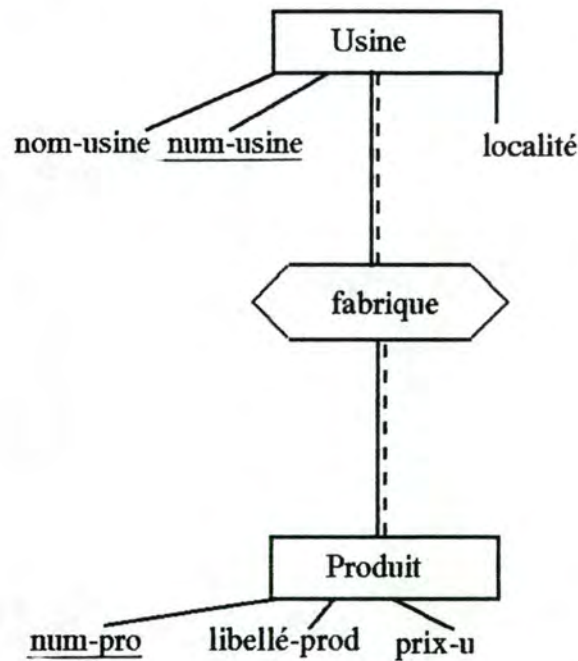 Usine
nom-usine num-usine localité
fabrique
Produit
num-pro libellé-prod prix-u